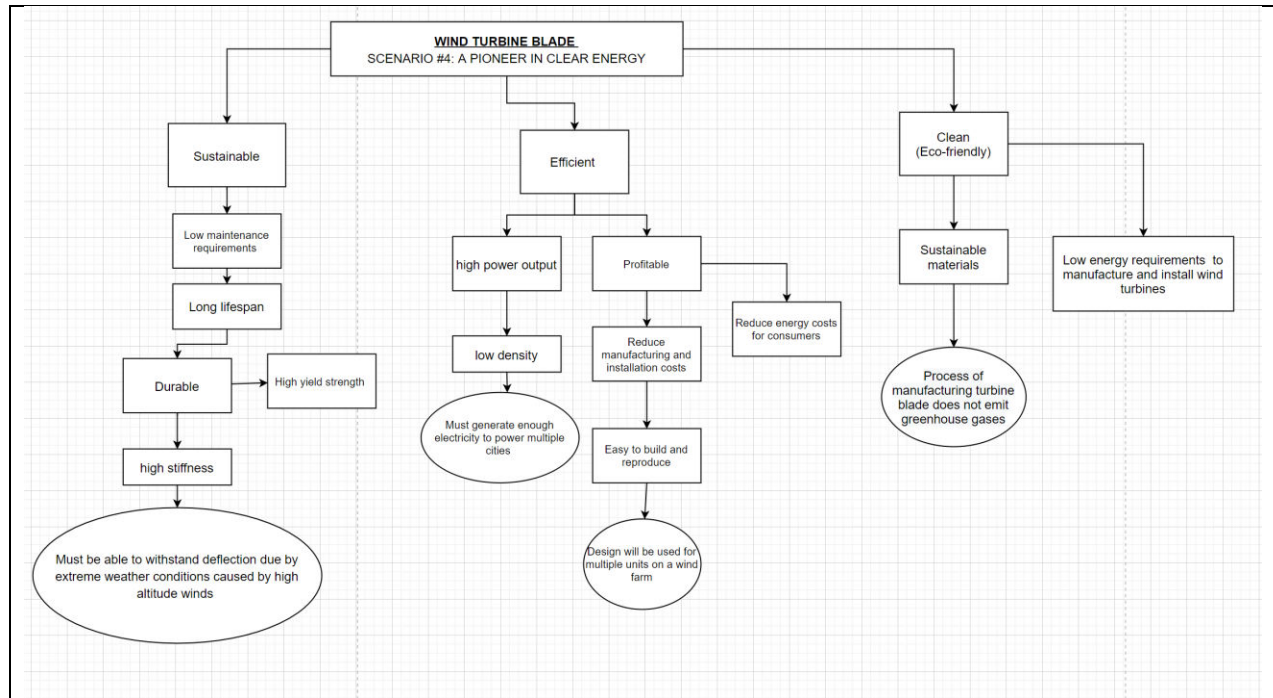 WIND TURBINE BLADE
SCENARIO #4: A PIONEER IN CLEAR ENERGY
Sustainable
Low maintenance
requirements
Long lifespan
Durable
High yield strength
high stiffness
Must be able to withstand deflection due by
extreme weather conditions caused by high
altitude winds
Efficient
high power output
low density
Must generate enough
electricity to power multiple
cities
Profitable
Reduce
manufacturing and
installation costs
Easy to build and
reproduce
Design will be used for
multiple units on a wind
farm
Reduce energy costs
for consumers
Clean
(Eco-friendly)
Sustainable
materials
Process of
manufacturing turbine
blade does not emit
greenhouse gases
Low energy requirements to
manufacture and install wind
turbines